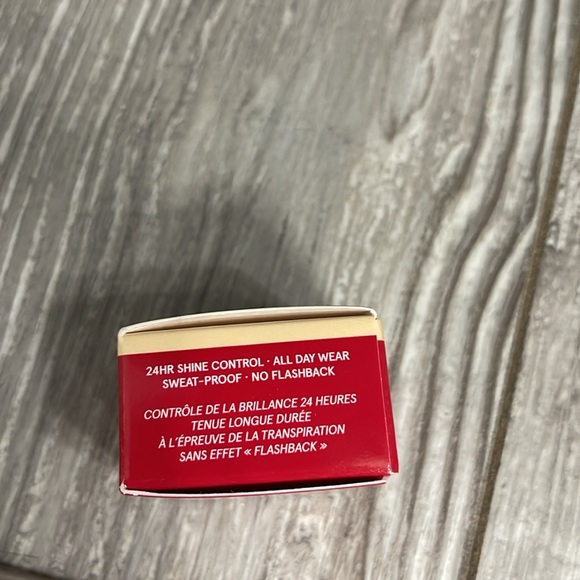 24HR SHINE CONTROL · ALL DAY WEAR
SWEAT-PROOF · NO FLASHBACK
CONTRÔLE DE LA BRILLANCE 24 HEURES
TENUE LONGUE DURÉE
À L'ÉPREUVE DE LA TRANSPIRATION
SANS EFFET « FLASHBACK »